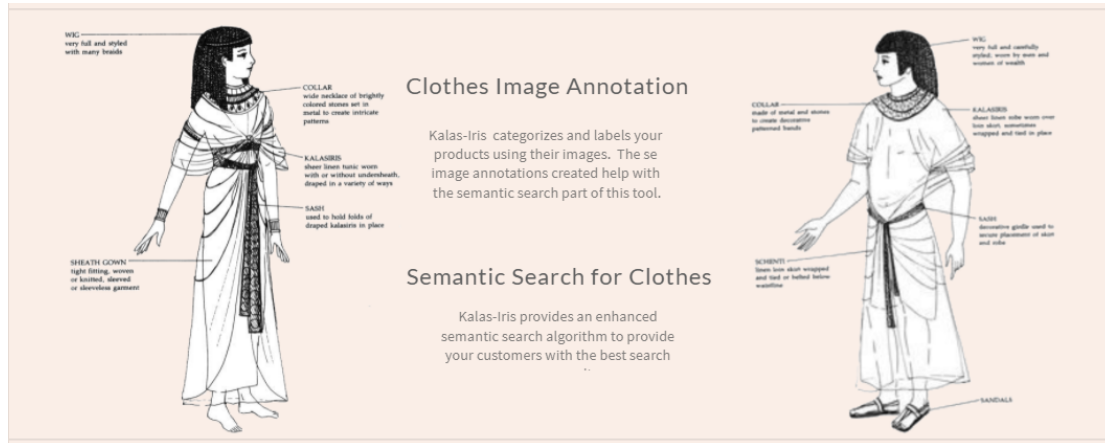 WIG
very full and styled
with many braids
COLLAR
wide necklace of brightly
colored stones set in
metal to create intricate
patterns
KALASIRIS
sheer linen tunic worn
with or without undersheath,
draped in a variety of ways
SASH
used to hold folds of
draped kalasiris in place
SHEATH GOWN
tight fitting, woven
or knitted, sleeved
or sleeveless garment
Clothes Image Annotation
Kalas-Iris categorizes and labels your
products using their images. The se
image annotations created help with
the semantic search part of this tool.
Semantic Search for Clothes
Kalas-Iris provides an enhanced
semantic search algorithm to provide
your customers with the best search
WIG
very full and carefully
styled, worn by men and
women of wealth
COLLAR
made of metal and stones
to create decorative
patterned bands
KALASIRIS
sheer linen robe worn over
loin skirt, sometimes
wrapped and tied in place
SASH
decorative girdle used to
secure placement of skirt
and robe
SCHENTI
linen loin skirt wrapped
and tied or belted below
waistline
SANDALS